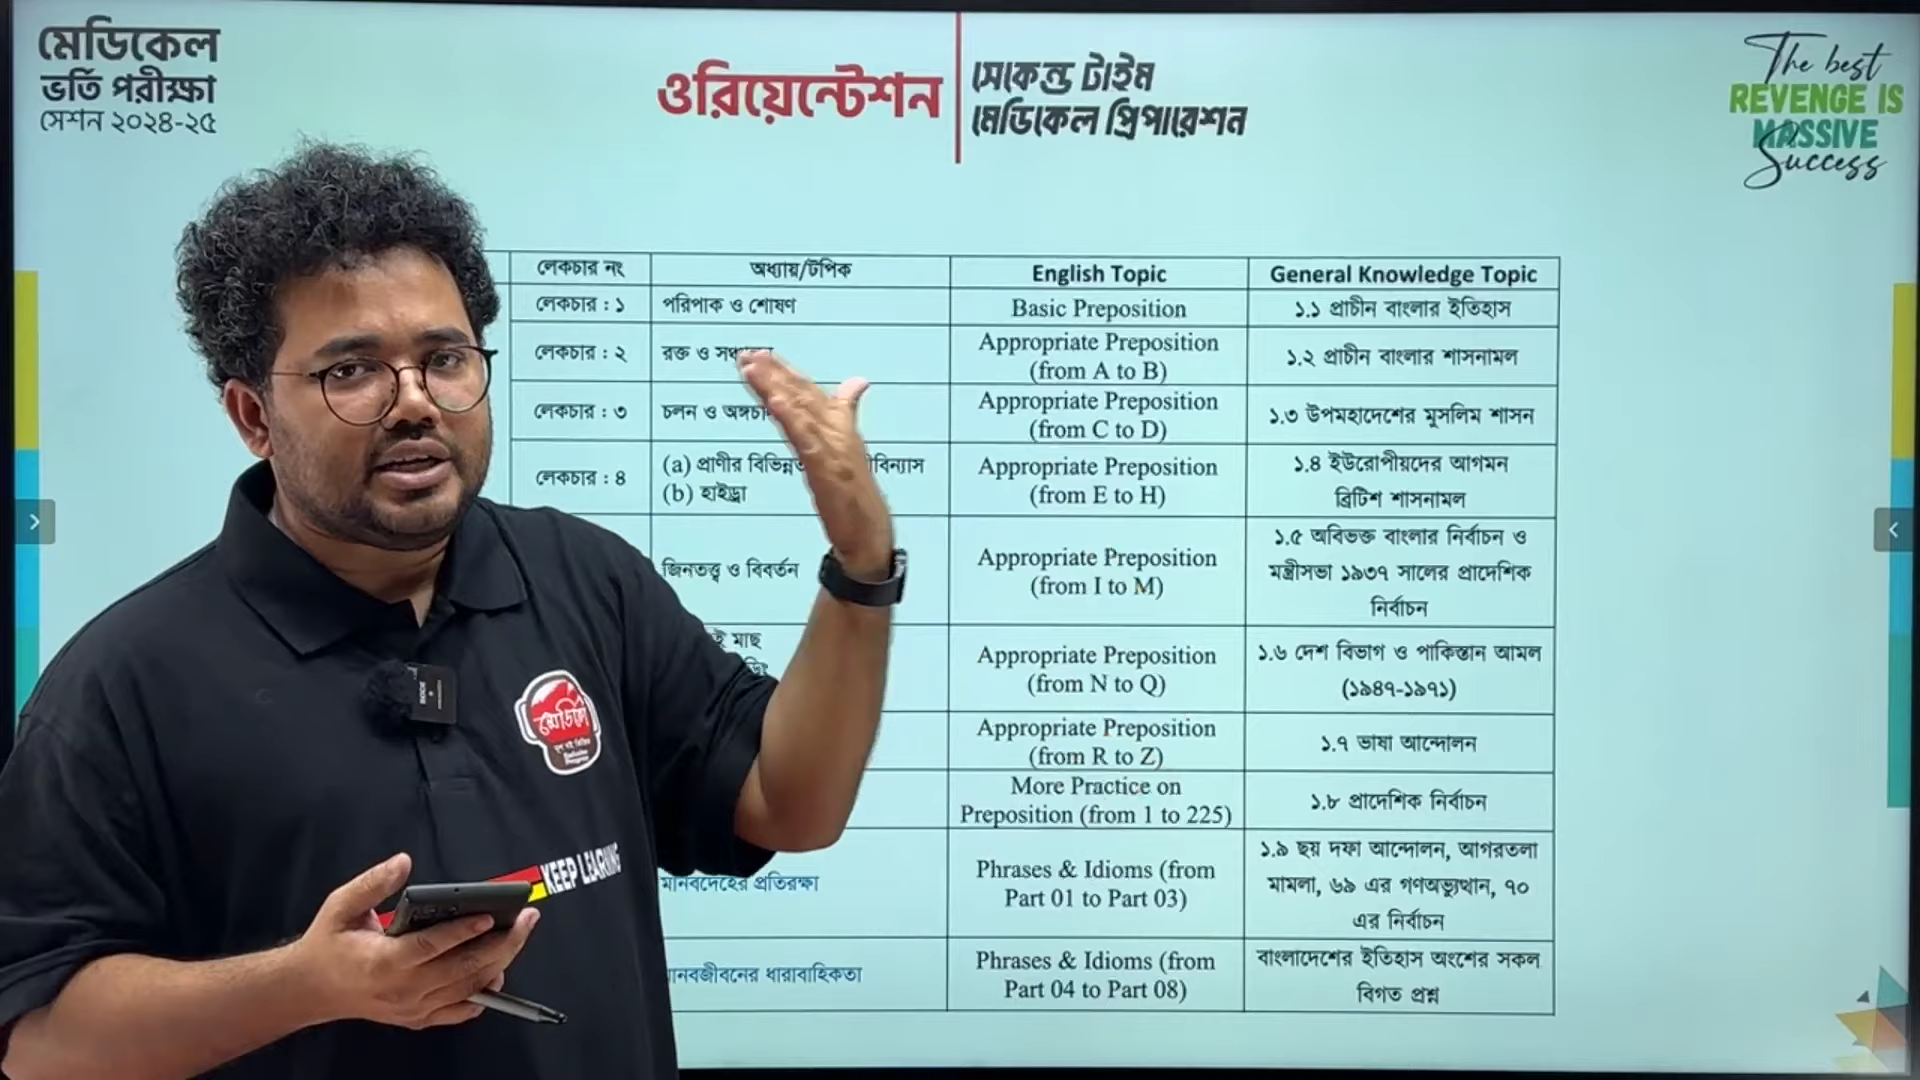 মেডিকেল
ভর্তি পরীক্ষা
সেশন ২০২৪-২৫
ওরিয়েন্টেশন
সেকেন্ড টাইম
মেডিকেল প্রিপারেশন
The best
REVENGE IS
MASSIVE
Success
লেকচার নং অধ্যায়/টপিক English Topic General Knowledge Topic
লেকচার : ১ পরিপাক ও শোষণ Basic Preposition ১.১ প্রাচীন বাংলার ইতিহাস
লেকচার : ২ রক্ত ও Appropriate Preposition
(from A to B) ১.২ প্রাচীন বাংলার শাসনামল
লেকচার : ৩ চলন ও Appropriate Preposition
(from C to D) ১.৩ উপমহাদেশের মুসলিম শাসন
লেকচার : ৪
(a) প্রাণীর
(b) হাইড্রা
Appropriate Preposition
(from E to H)
১.৪ ইউরোপীয়দের আগমন
ব্রিটিশ শাসনামল
জিনতত্ত্ব ও বিবর্তন
Appropriate Preposition
(from I to M)
১.৫ অবিভক্ত বাংলার নির্বাচন ও
মন্ত্রীসভা ১৯৩৭ সালের প্রাদেশিক
নির্বাচন
মাছ
Appropriate Preposition
(from N to Q)
১.৬ দেশ বিভাগ ও পাকিস্তান আমল
(১৯৪৭-১৯৭১)
Appropriate Preposition
(from R to Z)
১.৭ ভাষা আন্দোলন
More Practice on
Preposition (from 1 to 225)
১.৮ প্রাদেশিক নির্বাচন
মানবদেহের প্রতিরক্ষা
Phrases & Idioms (from
Part 01 to Part 03)
১.৯ ছয় দফা আন্দোলন, আগরতলা
মামলা, ৬৯ এর গণঅভ্যুত্থান, ৭০
এর নির্বাচন
মানবজীবনের ধারাবাহিকতা
Phrases & Idioms (from
Part 04 to Part 08)
বাংলাদেশের ইতিহাস অংশের সকল
বিগত প্রশ্ন
মেডিকো
KEEP LEARNING